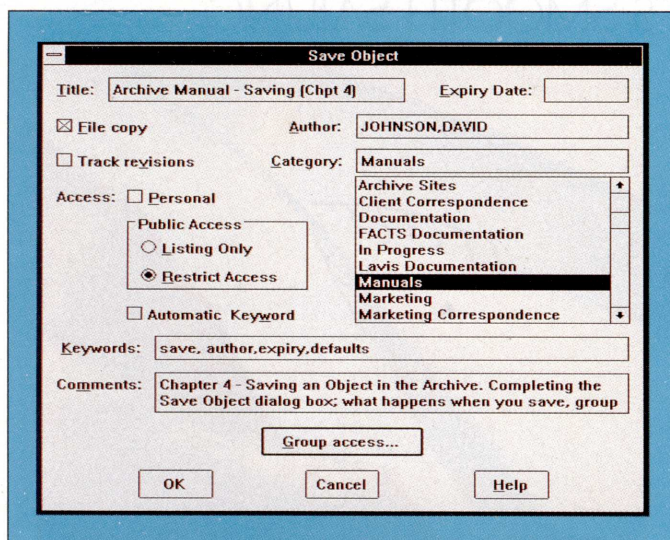 Save Object
Title: Archive Manual - Saving (Chpt 4) Expiry Date:
File copy Author: JOHNSON,DAVID
Track revisions Category: Manuals
Access: Personal
Public Access
Listing Only
Restrict Access
Automatic Keyword
Archive Sites
Client Correspondence
Documentation
FACTS Documentation
In Progress
Lavis Documentation
Manuals
Marketing
Marketing Correspondence
Keywords: save, author,expiry,defaults
Comments: Chapter 4 - Saving an Object in the Archive. Completing the
Save Object dialog box; what happens when you save, group
Group access...
OK Cancel Help